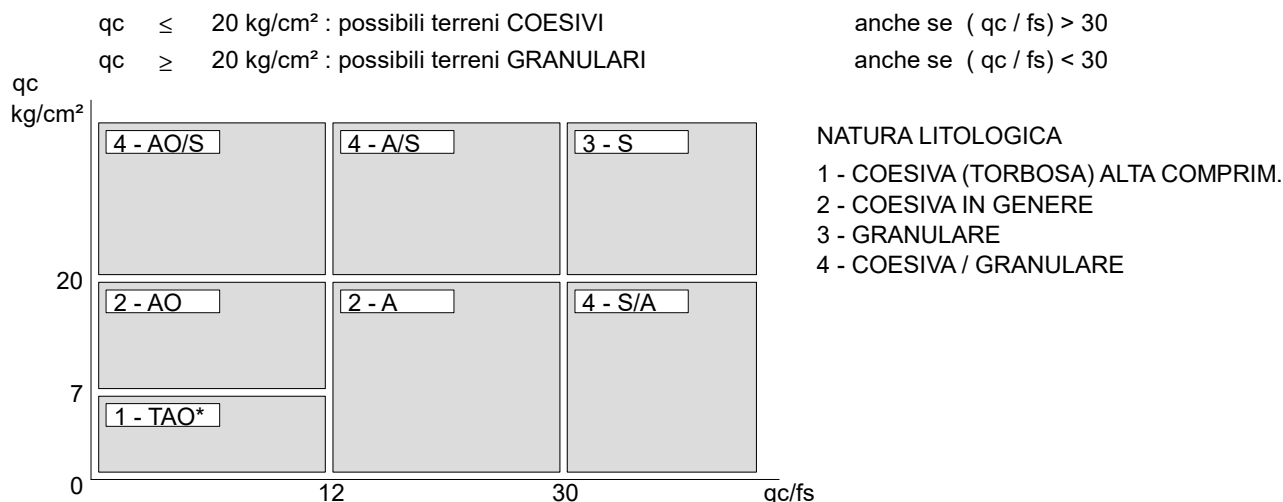 qc ≤ 20 kg/cm² : possibili terreni COESIVI anche se ( qc / fs) > 30
qc ≥ 20 kg/cm² : possibili terreni GRANULARI anche se ( qc / fs) < 30
qc
kg/cm²
4 - AO/S 4 - A/S 3 - S
NATURA LITOLOGICA
1 - COESIVA (TORBOSA) ALTA COMPRIM.
2 - COESIVA IN GENERE
3 - GRANULARE
4 - COESIVA / GRANULARE
20
2 - AO 2 - A 4 - S/A
7
1 - TAO*
0
12 30 qc/fs